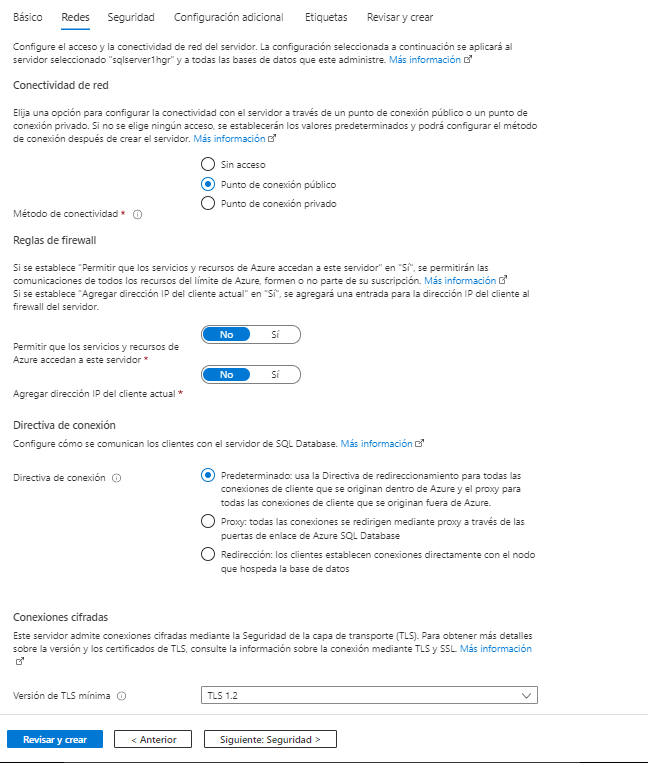 Básico Redes Seguridad Configuración adicional Etiquetas Revisar y crear
Configure el acceso y la conectividad de red del servidor. La configuración seleccionada a continuación se aplicará al
servidor seleccionado "sqlserver1hgr" y a todas las bases de datos que este administre. Más información
Conectividad de red
Elija una opción para configurar la conectividad con el servidor a través de un punto de conexión público o un punto de
conexión privado. Si no se elige ningún acceso, se establecerán los valores predeterminados y podrá configurar el método
de conexión después de crear el servidor. Más información
Sin acceso
Punto de conexión público
Punto de conexión privado
Método de conectividad *
Reglas de firewall
Si se establece "Permitir que los servicios y recursos de Azure accedan a este servidor" en "Sí", se permitirán las
comunicaciones de todos los recursos del límite de Azure, formen o no parte de su suscripción. Más información
Si se establece "Agregar dirección IP del cliente actual" en "Sí", se agregará una entrada para la dirección IP del cliente al
firewall del servidor.
No Sí
Permitir que los servicios y recursos de
Azure accedan a este servidor *
No Sí
Agregar dirección IP del cliente actual *
Directiva de conexión
Configure cómo se comunican los clientes con el servidor de SQL Database. Más información
Directiva de conexión
Predeterminado: usa la Directiva de redireccionamiento para todas las
conexiones de cliente que se originan dentro de Azure y el proxy para
todas las conexiones de cliente que se originan fuera de Azure.
Proxy: todas las conexiones se redirigen mediante proxy a través de las
puertas de enlace de Azure SQL Database
Redirección: los clientes establecen conexiones directamente con el nodo
que hospeda la base de datos
Conexiones cifradas
Este servidor admite conexiones cifradas mediante la Seguridad de la capa de transporte (TLS). Para obtener más detalles
sobre la versión y los certificados de TLS, consulte la información sobre la conexión mediante TLS y SSL. Más información
Versión de TLS mínima
TLS 1.2
Revisar y crear
< Anterior
Siguiente: Seguridad >